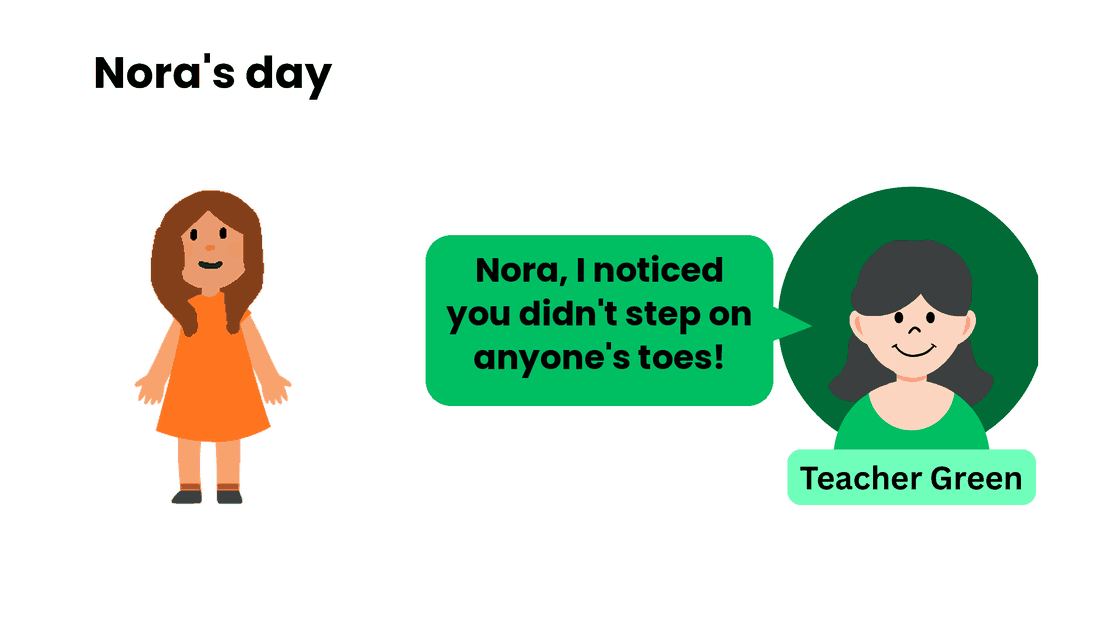 Nora's day
Nora, I noticed
you didn't step on
anyone's toes!
Teacher Green